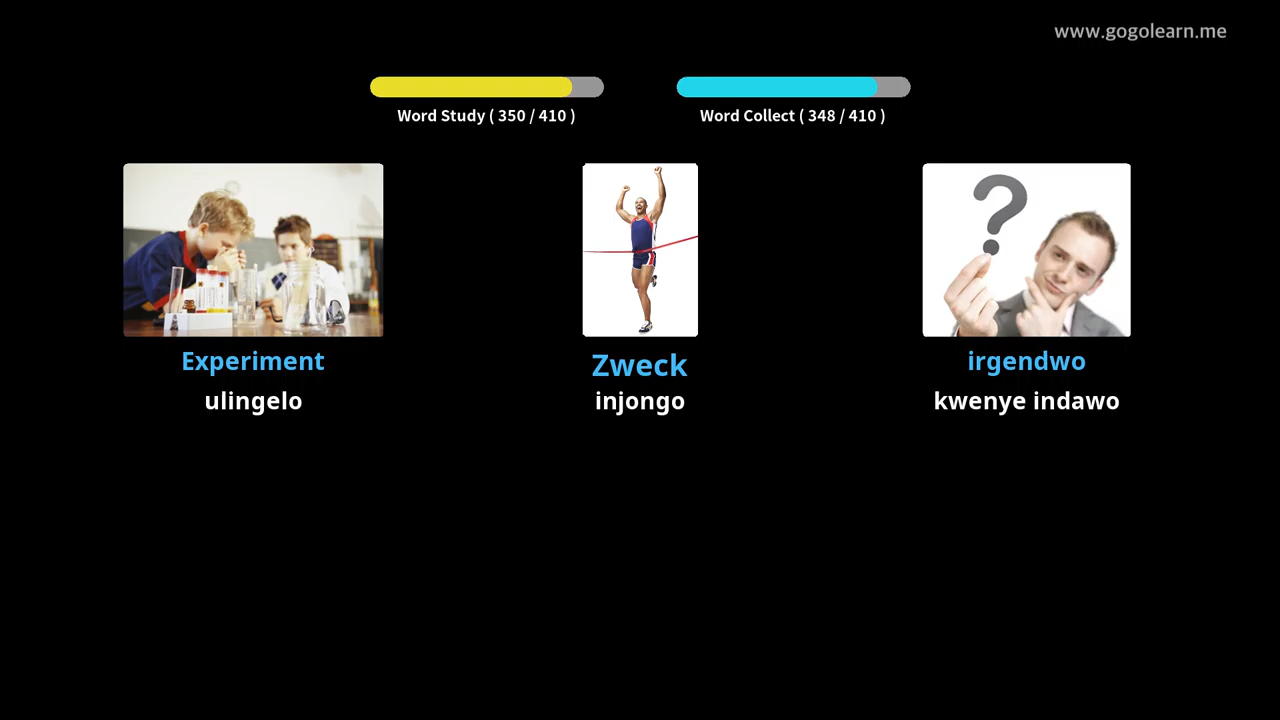 www.gogolearn.me
Word Study ( 350 / 410 )
Word Collect ( 348 / 410 )
Experiment
ulingelo
Zweck
injongo
irgendwo
kwenye indawo